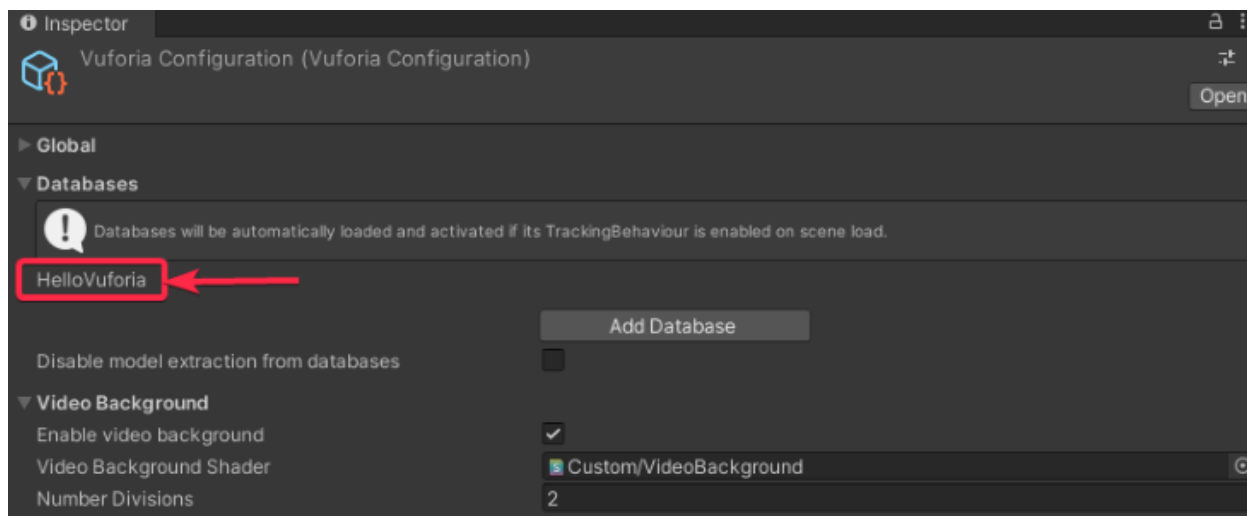 Inspector
Vuforia Configuration (Vuforia Configuration)
Open
Global
Databases
Databases will be automatically loaded and activated if its TrackingBehaviour is enabled on scene load.
HelloVuforia
Add Database
Disable model extraction from databases
Video Background
Enable video background
Video Background Shader Custom/VideoBackground
Number Divisions 2